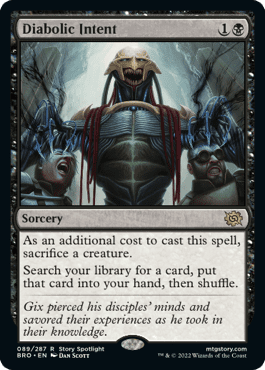 Diabolic Intent 1
Sorcery
As an additional cost to cast this spell,
sacrifice a creature.
Search your library for a card, put
that card into your hand, then shuffle.
Gix pierced his disciples’ minds and
savored their experiences as he took in
their knowledge.
089/287 R Story Spotlight mtgstory.com
BRO • EN DAN SCOTT ™ & © 2022 Wizards of the Coast